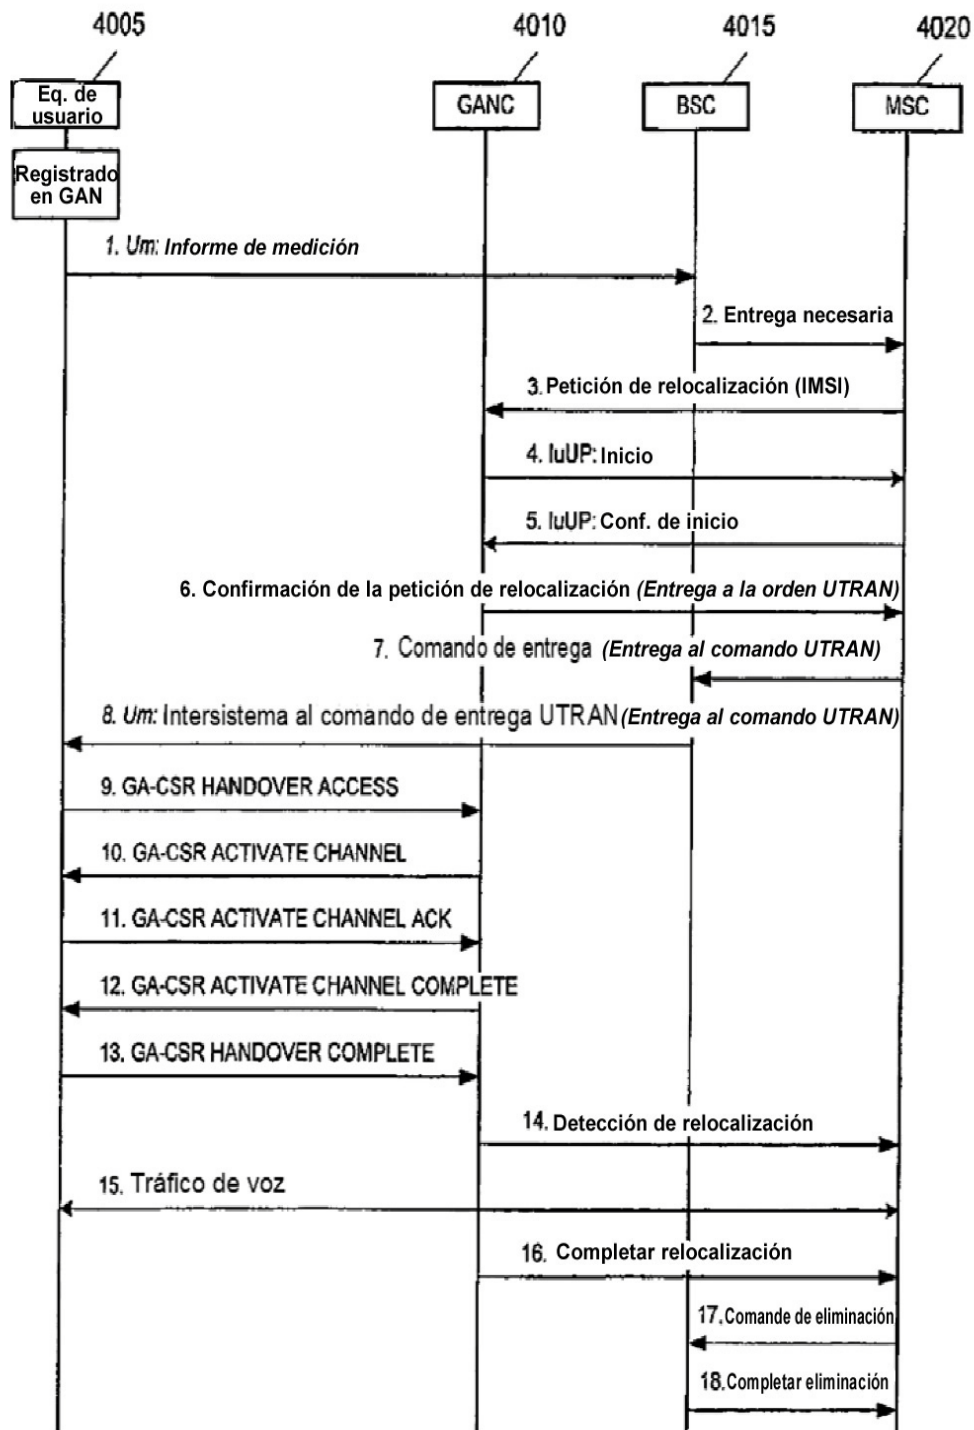 4005
4010
4015
4020
Eq. de
usuario
GANC
BSC
MSC
Registrado
en GAN
1. Um: Informe de medición
2. Entrega necesaria
3. Petición de relocalización (IMSI)
4. IuUP: Inicio
5. IuUP: Conf. de inicio
6. Confirmación de la petición de relocalización (Entrega a la orden UTRAN)
7. Comando de entrega (Entrega al comando UTRAN)
8. Um: Intersistema al comando de entrega UTRAN (Entrega al comando UTRAN)
9. GA-CSR HANDOVER ACCESS
10. GA-CSR ACTIVATE CHANNEL
11. GA-CSR ACTIVATE CHANNEL ACK
12. GA-CSR ACTIVATE CHANNEL COMPLETE
13. GA-CSR HANDOVER COMPLETE
14. Detección de relocalización
15. Tráfico de voz
16. Completar relocalización
17. Comande de eliminación
18. Completar eliminación